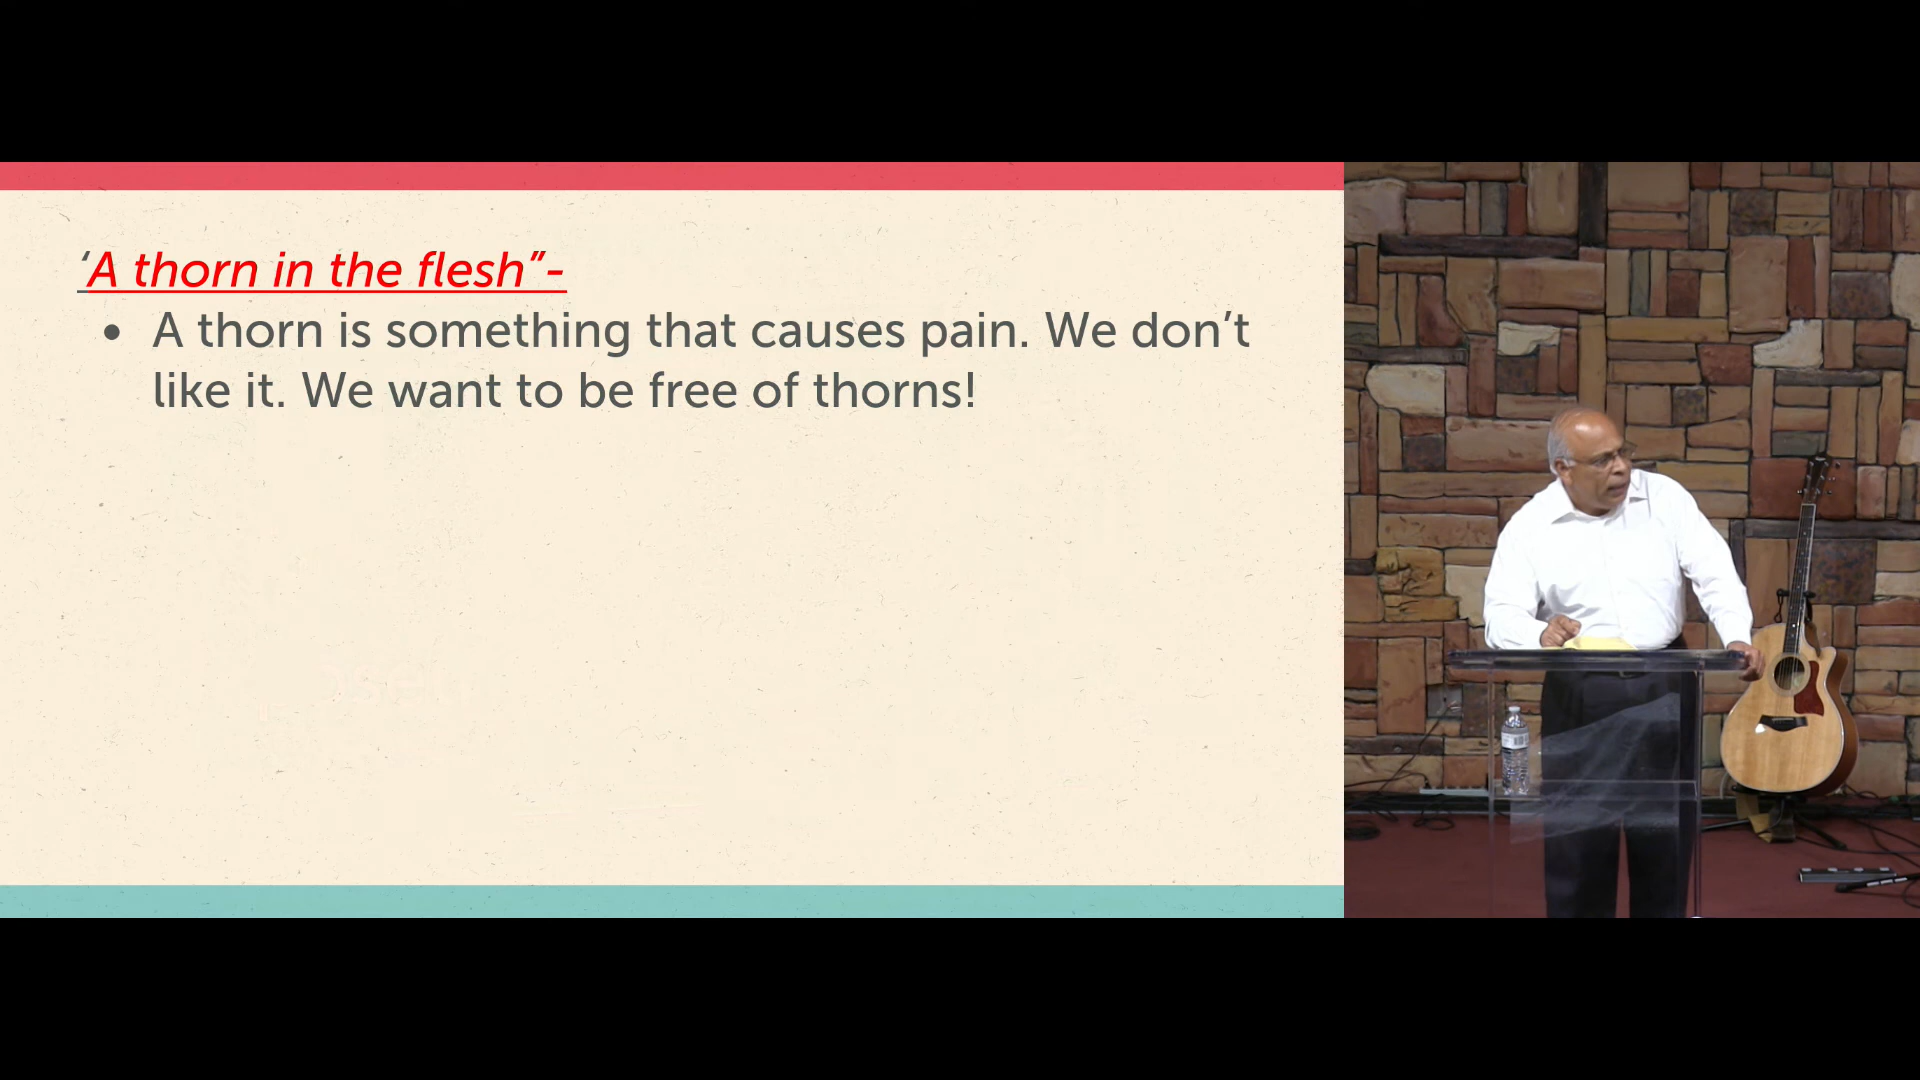 ‘A thorn in the flesh”-
• A thorn is something that causes pain. We don’t
like it. We want to be free of thorns!